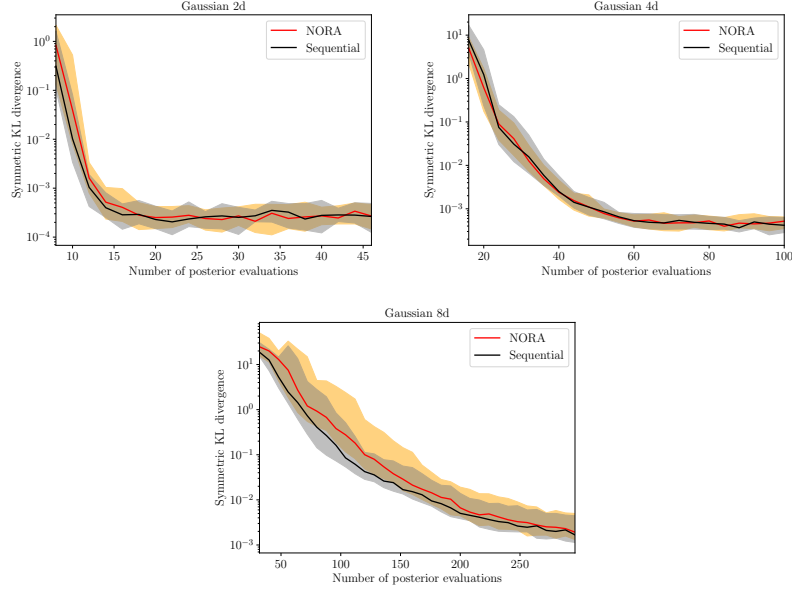 Gaussian 2d
NORA
Sequential
Symmetric KL divergence
10^0
10^-1
10^-2
10^-3
10^-4
10 15 20 25 30 35 40 45
Number of posterior evaluations
Gaussian 4d
NORA
Sequential
Symmetric KL divergence
10^1
10^0
10^-1
10^-2
10^-3
20 40 60 80 100
Number of posterior evaluations
Gaussian 8d
NORA
Sequential
Symmetric KL divergence
10^1
10^0
10^-1
10^-2
10^-3
50 100 150 200 250
Number of posterior evaluations